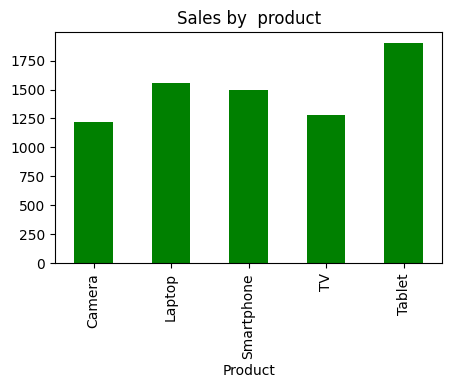 Sales by  product
1750
1500
1250
1000
750
500
250
0
Camera
Laptop
Smartphone
TV
Tablet
Product